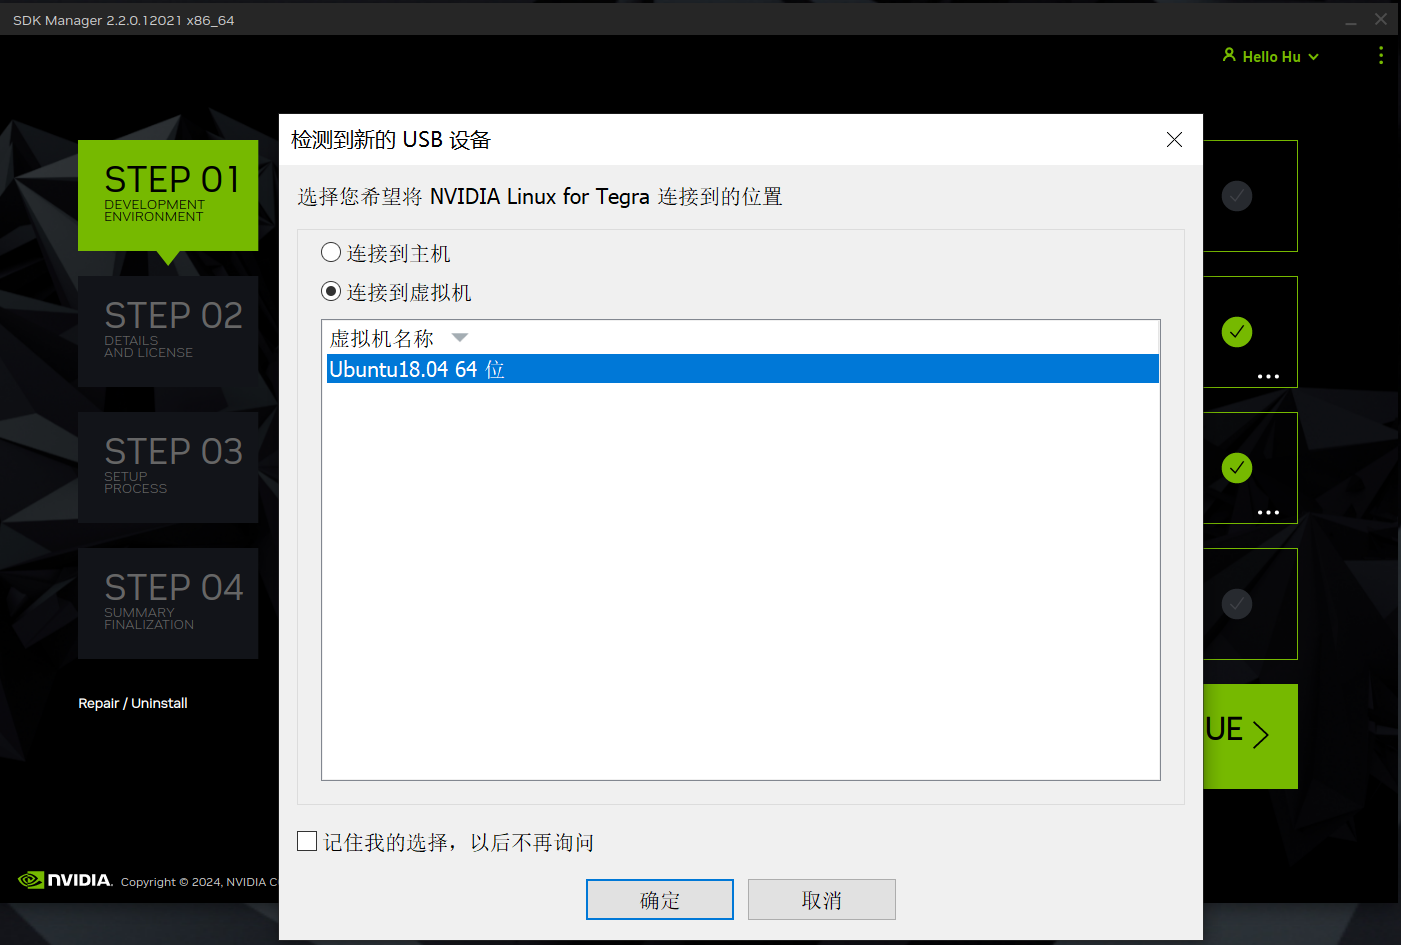 SDK Manager 2.2.0.12021 x86_64
Hello Hu
检测到新的 USB 设备
选择您希望将 NVIDIA Linux for Tegra 连接到的位置
连接到主机
连接到虚拟机
虚拟机名称
Ubuntu18.04 64 位
记住我的选择，以后不再询问
确定
取消
STEP 01
DEVELOPMENT
ENVIRONMENT
STEP 02
DETAILS
AND LICENSE
STEP 03
SETUP
PROCESS
STEP 04
SUMMARY
FINALIZATION
Repair / Uninstall
UE
NVIDIA.
Copyright © 2024, NVIDIA C